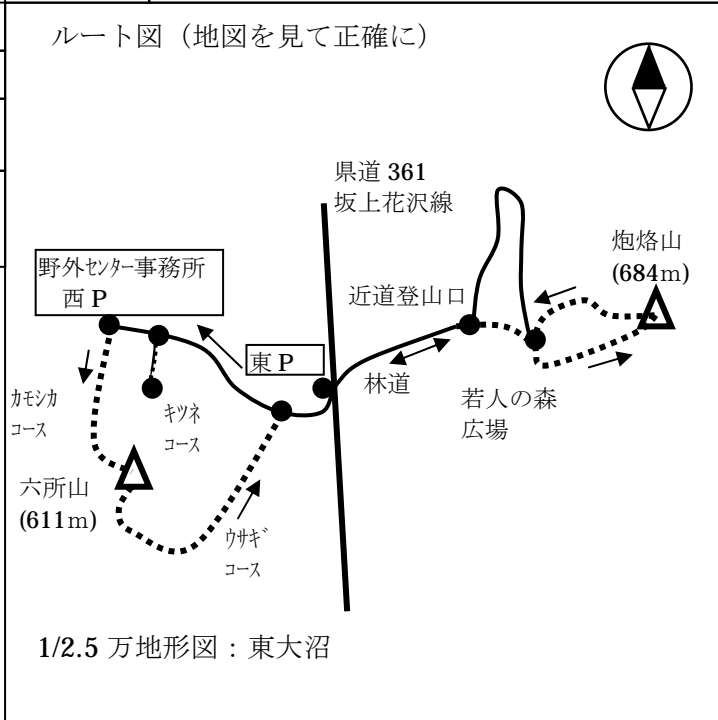 ルート図（地図を見て正確に）
県道 361
坂上花沢線
炮烙山
(684m)
野外ｾﾝﾀｰ事務所
西 P
近道登山口
東 P
林道
若人の森
広場
ｶﾓｼｶ
ｺｰｽ
ｷﾂﾈ
ｺｰｽ
六所山
(611m)
ｳｻｷﾞ
ｺｰｽ
1/2.5 万地形図：東大沼